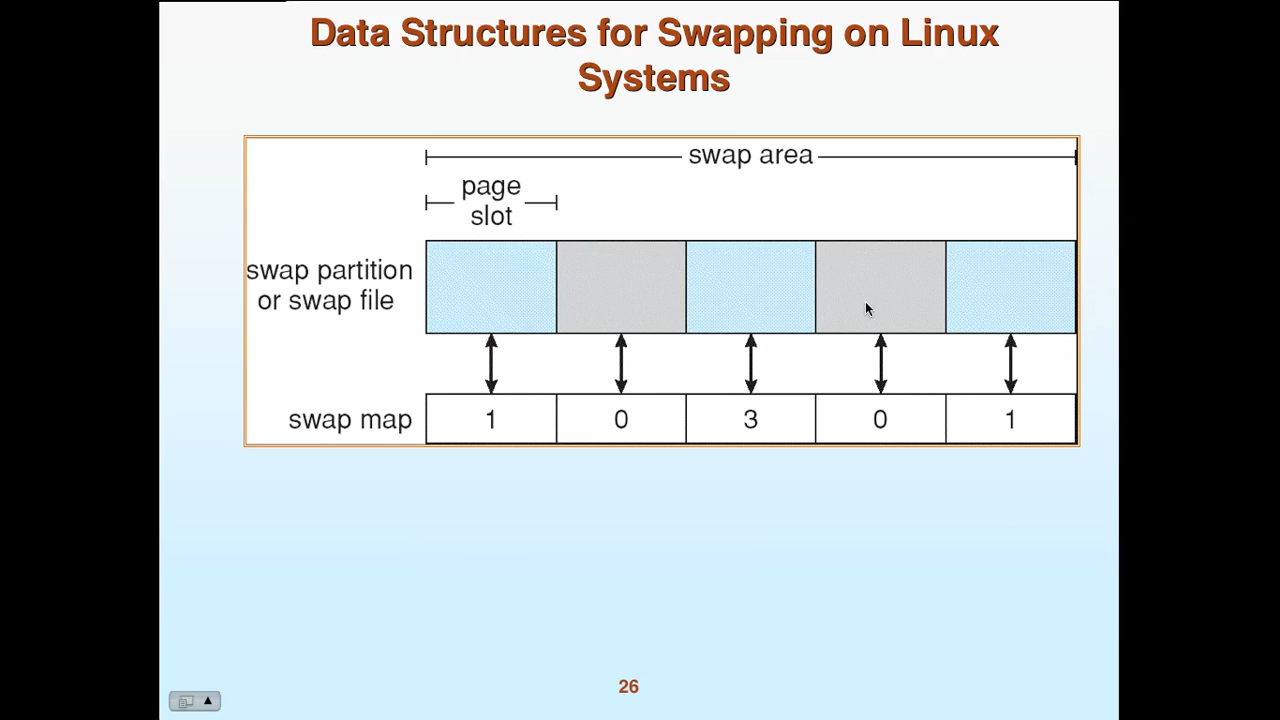 Data Structures for Swapping on Linux
Systems
swap area
page
slot
swap partition
or swap file
swap map 1 0 3 0 1
26